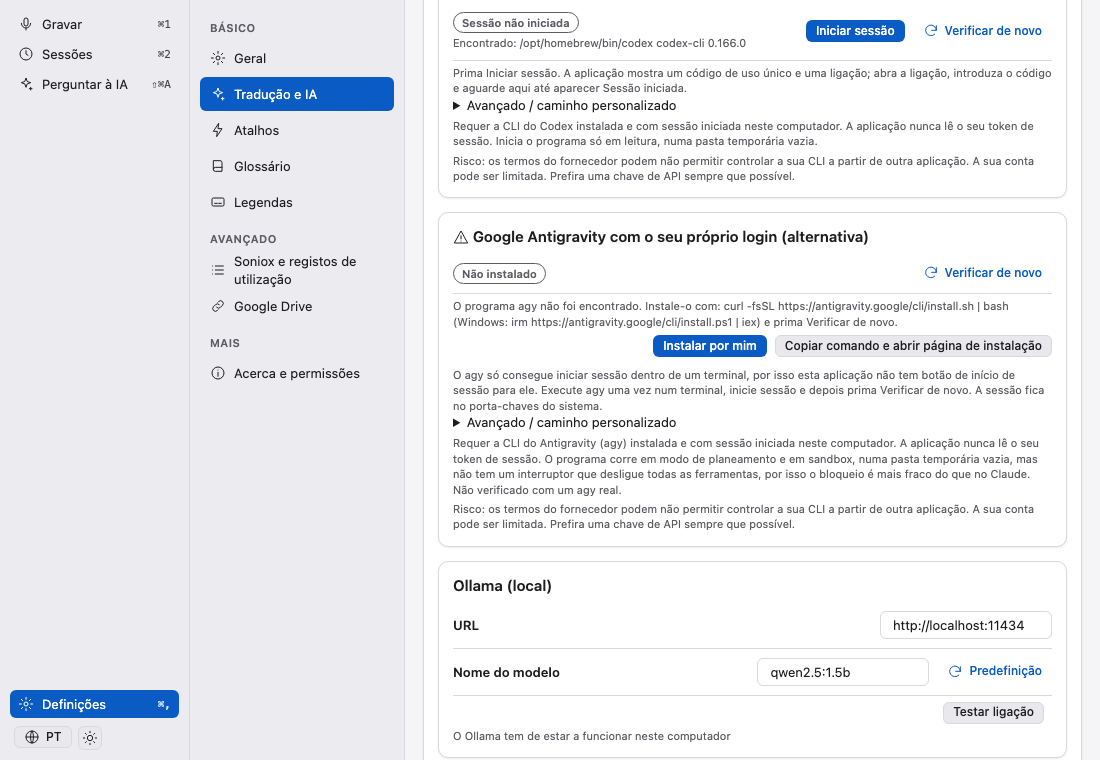 Gravar ⌘1
Sessões ⌘2
Perguntar à IA ⇧⌘A
Definições ⌘,
PT
BÁSICO
Geral
Tradução e IA
Atalhos
Glossário
Legendas
AVANÇADO
Soniox e registos de
utilização
Google Drive
MAIS
Acerca e permissões
Sessão não iniciada
Iniciar sessão
Verificar de novo
Encontrado: /opt/homebrew/bin/codex codex-cli 0.166.0
Prima Iniciar sessão. A aplicação mostra um código de uso único e uma ligação; abra a ligação, introduza o código
e aguarde aqui até aparecer Sessão iniciada.
Avançado / caminho personalizado
Requer a CLI do Codex instalada e com sessão iniciada neste computador. A aplicação nunca lê o seu token de
sessão. Inicia o programa só em leitura, numa pasta temporária vazia.
Risco: os termos do fornecedor podem não permitir controlar a sua CLI a partir de outra aplicação. A sua conta
pode ser limitada. Prefira uma chave de API sempre que possível.
Google Antigravity com o seu próprio login (alternativa)
Não instalado
Verificar de novo
O programa agy não foi encontrado. Instale-o com: curl -fsSL https://antigravity.google/cli/install.sh | bash
(Windows: irm https://antigravity.google/cli/install.ps1 | iex) e prima Verificar de novo.
Instalar por mim
Copiar comando e abrir página de instalação
O agy só consegue iniciar sessão dentro de um terminal, por isso esta aplicação não tem botão de início de
sessão para ele. Execute agy uma vez num terminal, inicie sessão e depois prima Verificar de novo. A sessão fica
no porta-chaves do sistema.
Avançado / caminho personalizado
Requer a CLI do Antigravity (agy) instalada e com sessão iniciada neste computador. A aplicação nunca lê o seu
token de sessão. O programa corre em modo de planeamento e em sandbox, numa pasta temporária vazia, mas
não tem um interruptor que desligue todas as ferramentas, por isso o bloqueio é mais fraco do que no Claude.
Não verificado com um agy real.
Risco: os termos do fornecedor podem não permitir controlar a sua CLI a partir de outra aplicação. A sua conta
pode ser limitada. Prefira uma chave de API sempre que possível.
Ollama (local)
URL
http://localhost:11434
Nome do modelo
qwen2.5:1.5b
Predefinição
Testar ligação
O Ollama tem de estar a funcionar neste computador